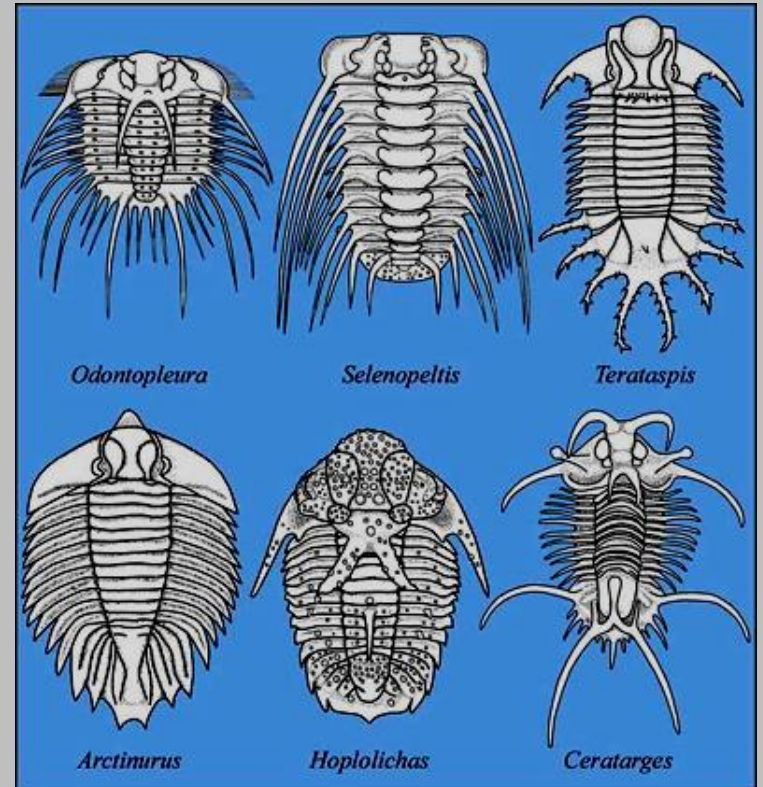 Odontopleura
Selenopeltis
Terataspis
Arctinurus
Hoplolichas
Ceratarges